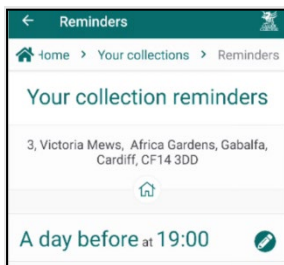 ← Reminders
Home > Your collections > Reminders
Your collection reminders
3, Victoria Mews, Africa Gardens, Gabalfa,
Cardiff, CF14 3DD
A day before at 19:00